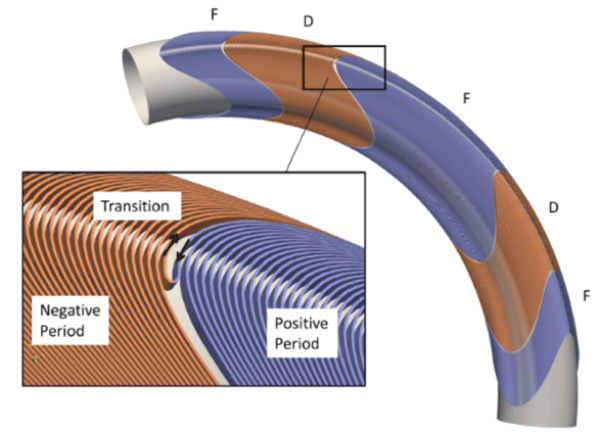 F
D
F
D
F
Transition
Negative
Period
Positive
Period